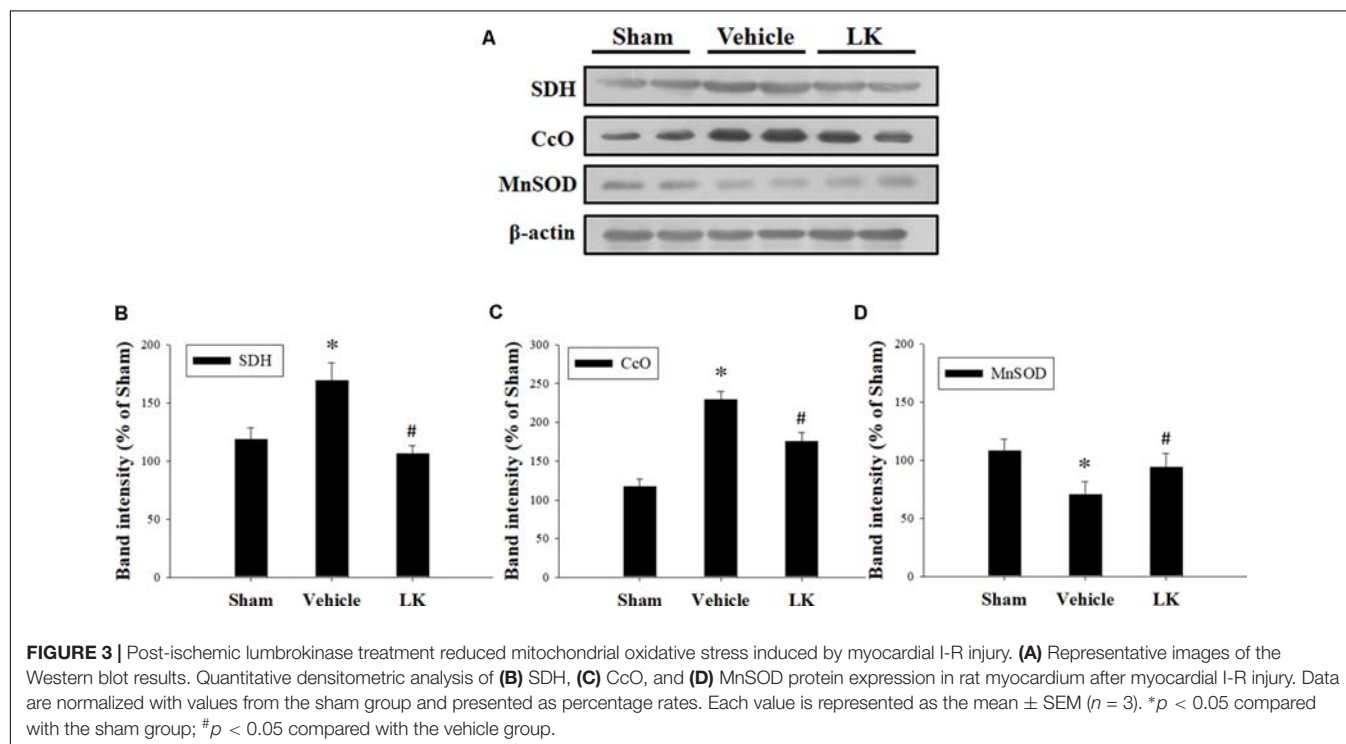 A
Sham Vehicle LK
SDH
CcO
MnSOD
β-actin
B
Band intensity (% of Sham)
200
150
100
50
0
SDH
*
#
Sham Vehicle LK
C
Band intensity (% of Sham)
300
250
200
150
100
50
0
CcO
*
#
Sham Vehicle LK
D
Band intensity (% of Sham)
200
150
100
50
0
MnSOD
*
#
Sham Vehicle LK
FIGURE 3 | Post-ischemic lumbrokinase treatment reduced mitochondrial oxidative stress induced by myocardial I-R injury. (A) Representative images of the
Western blot results. Quantitative densitometric analysis of (B) SDH, (C) CcO, and (D) MnSOD protein expression in rat myocardium after myocardial I-R injury. Data
are normalized with values from the sham group and presented as percentage rates. Each value is represented as the mean ± SEM (n = 3). *p < 0.05 compared
with the sham group; #p < 0.05 compared with the vehicle group.